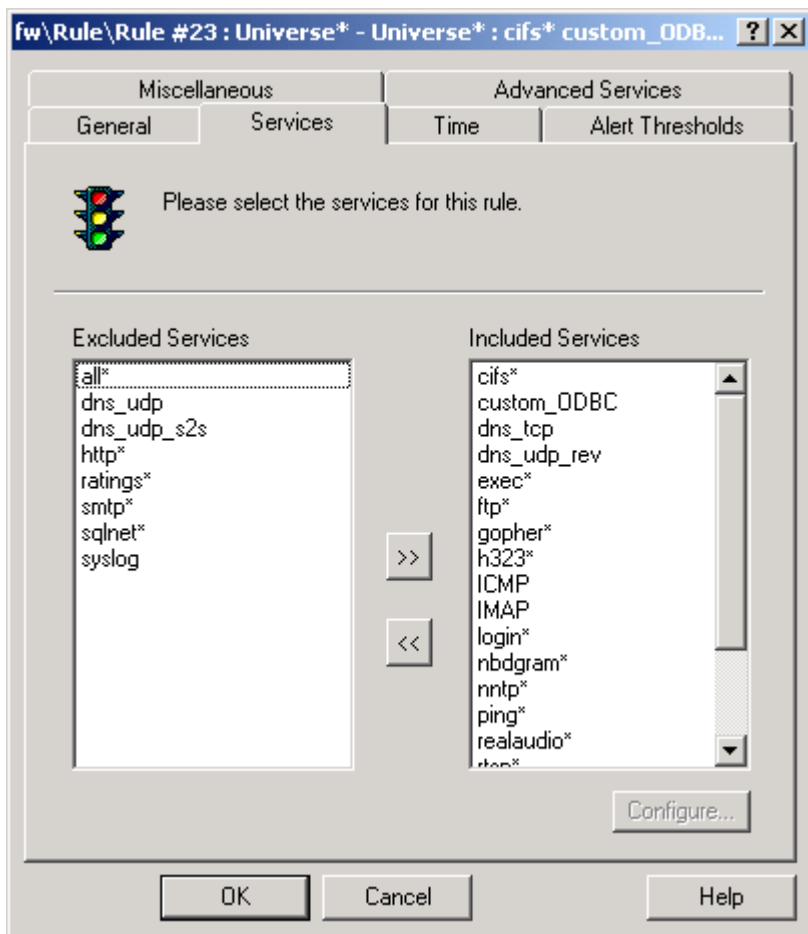 fw\Rule\Rule #23 : Universe* - Universe* : cifs* custom_ODB...
Miscellaneous
Advanced Services
General
Services
Time
Alert Thresholds
Please select the services for this rule.
Excluded Services
all*
dns_udp
dns_udp_s2s
http*
ratings*
smtp*
sqlnet*
syslog
>>
<<
Included Services
cifs*
custom_ODBC
dns_tcp
dns_udp_rev
exec*
ftp*
gopher*
h323*
ICMP
IMAP
login*
nbdgram*
nntp*
ping*
realaudio*
Configure...
OK
Cancel
Help